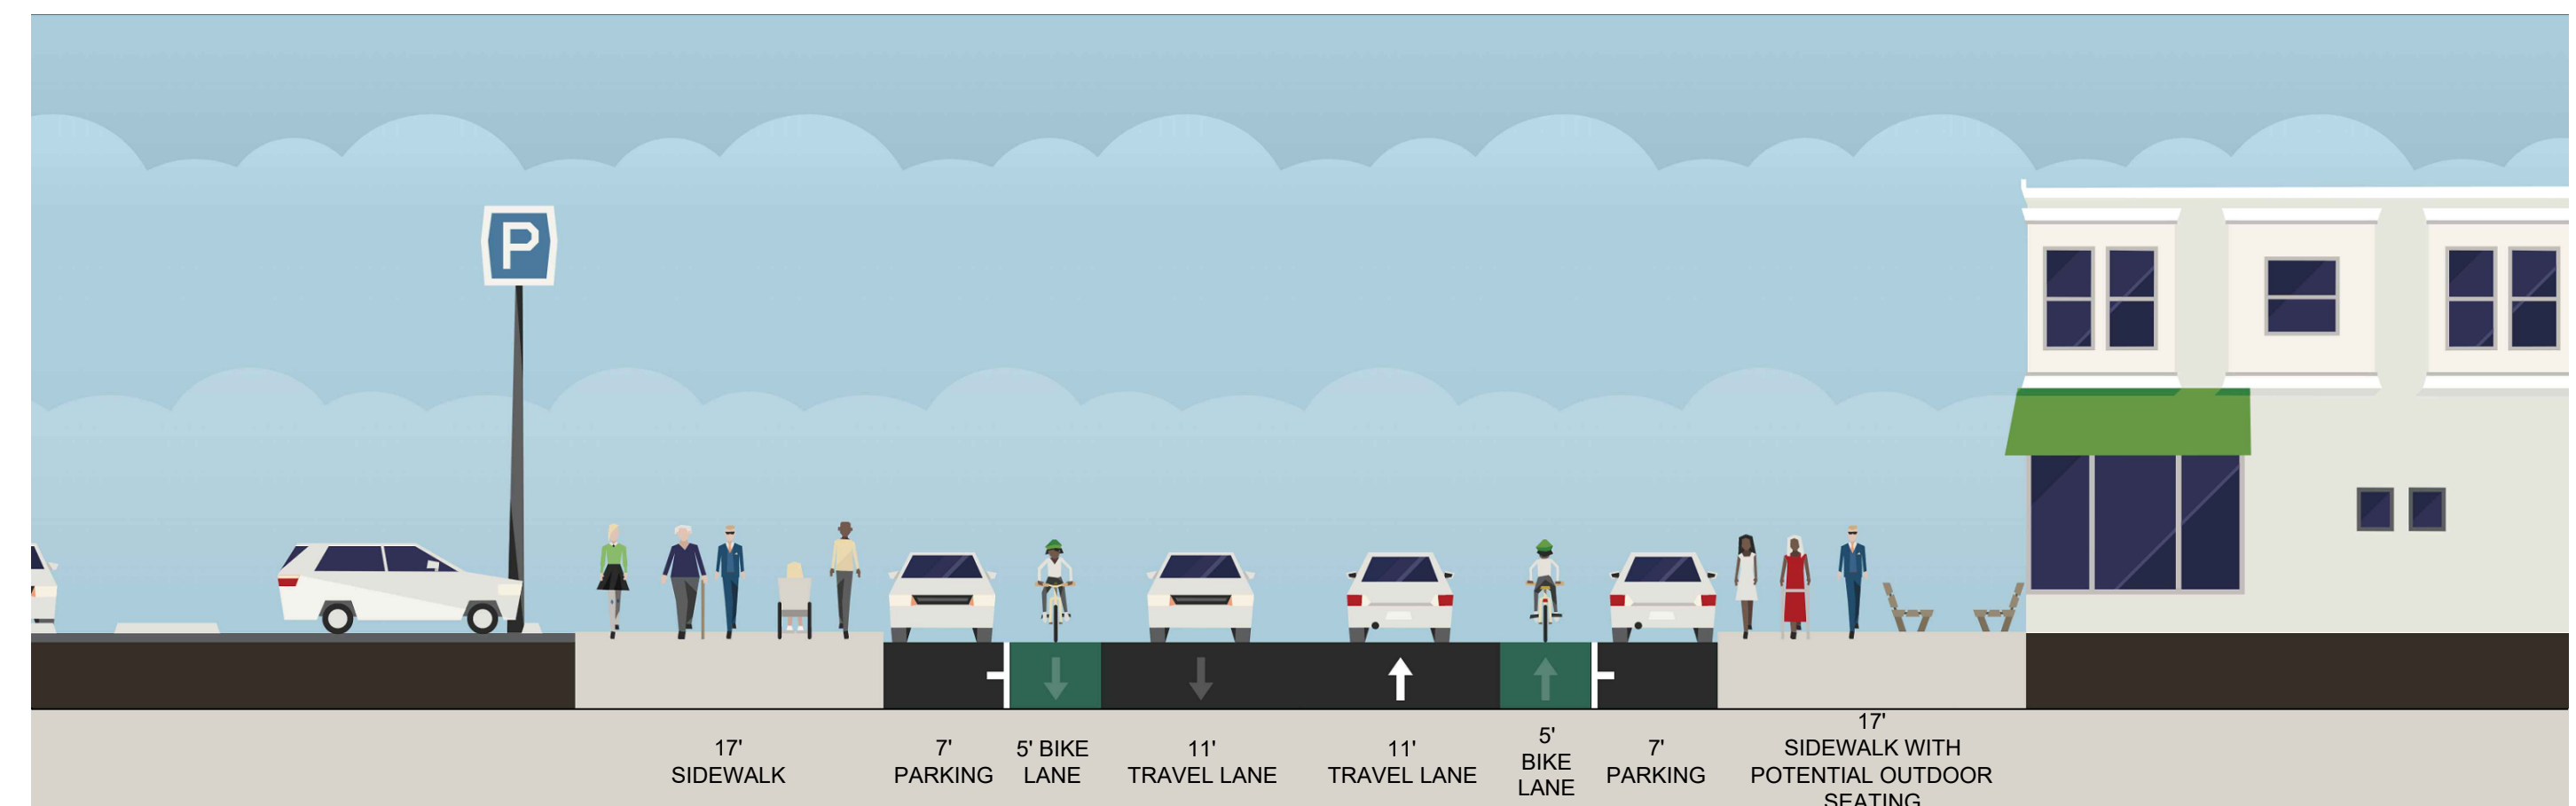 P
17'
SIDEWALK
7'
PARKING
5' BIKE
LANE
11'
TRAVEL LANE
11'
TRAVEL LANE
5'
BIKE
LANE
7'
PARKING
17'
SIDEWALK WITH
POTENTIAL OUTDOOR
SEATING